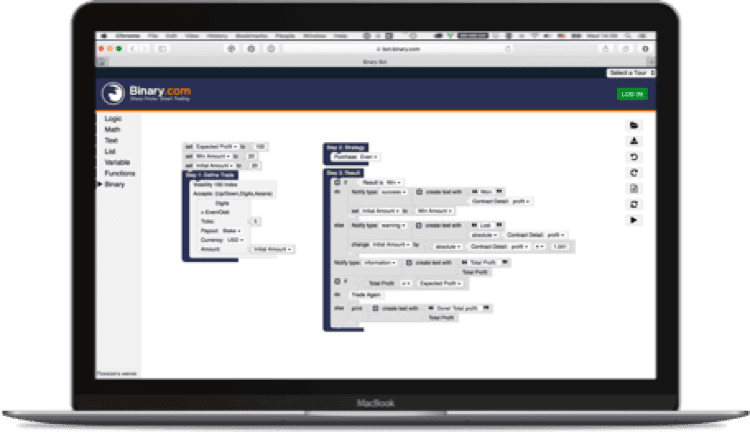 Chrome File Edit View History Bookmarks People Window Help
bot.binary.com
Binary Bot
Select a Tour
Binary.com
LOG IN
Logic
Math
Text
List
Variable
Functions
Binary
set Expected Profit to 100
set Win Amount to 20
set Initial Amount to 20
Step 1: Define Trade
Volatility 100 Index
Accepts: (Up/Down,Digits,Asians)
Digits
> Even/Odd
Ticks: 5
Payout: Stake
Currency: USD
Amount: Initial Amount
Step 2: Strategy
Purchase Even
Step 3: Result
if Result is Win
do Notify type: success create text with Won
Contract Detail: profit
set Initial Amount to Win Amount
else Notify type: warning create text with Lost
absolute Contract Detail: profit
change Initial Amount by absolute Contract Detail: profit
Notify type: information create text with Total Profit
Total Profit
if Total Profit < Expected Profit
do Trade Again
else print create text with Done! Total profit:
Total Profit
Показать меню
MacBook